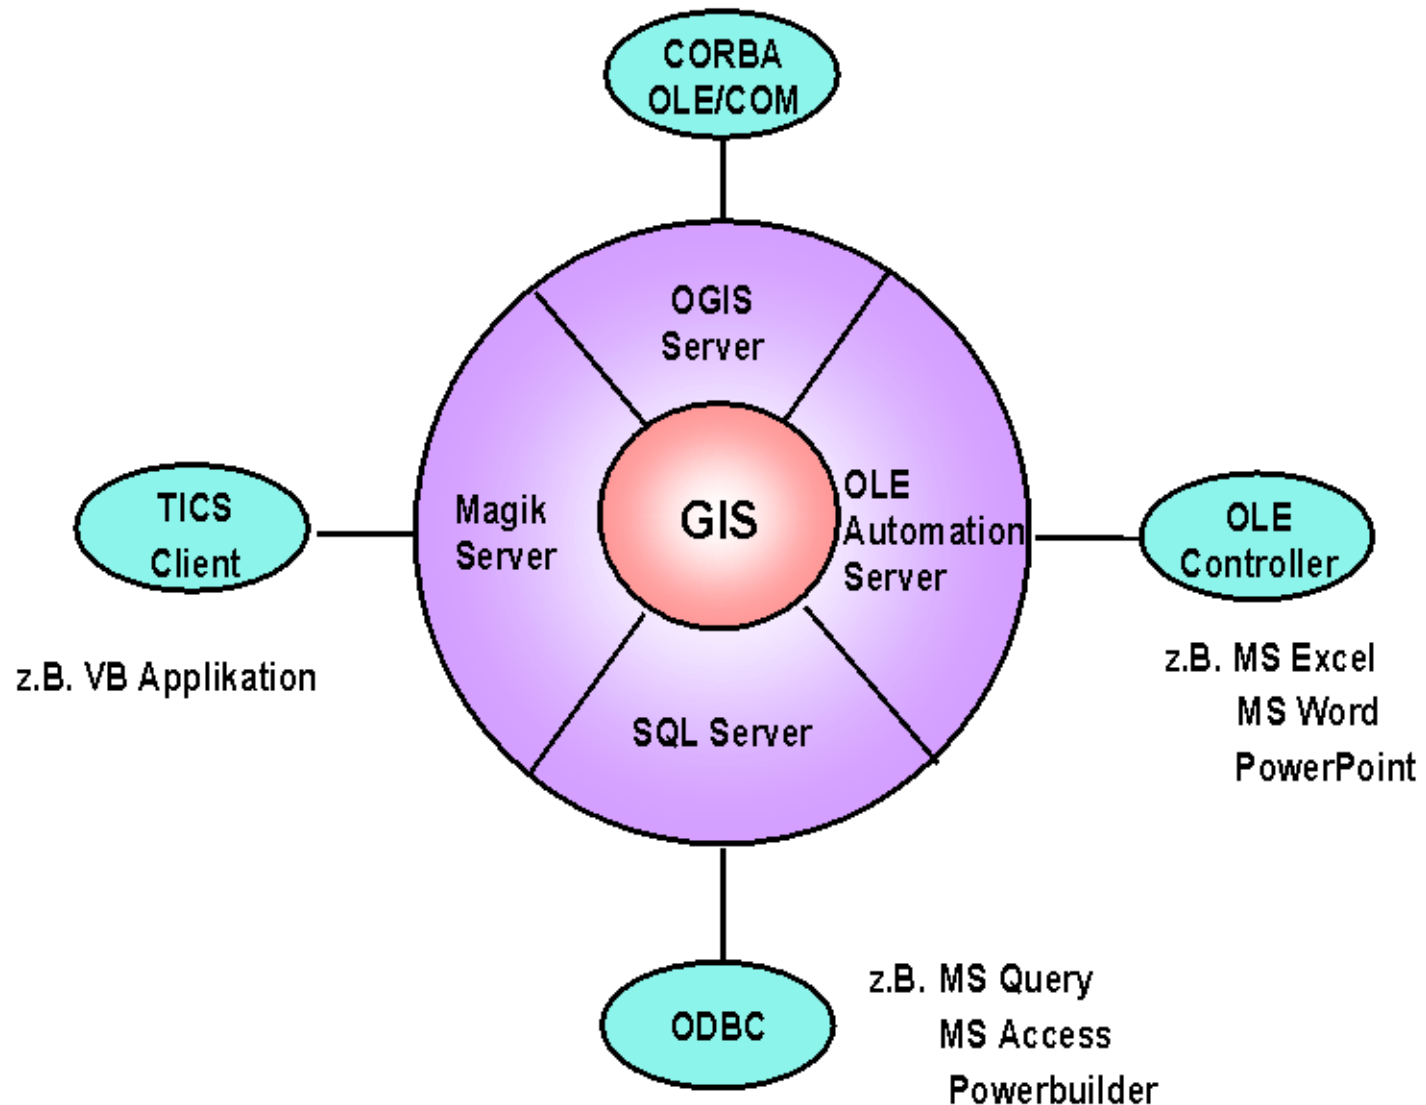 CORBA
OLE/COM
OGIS
Server
Magik
Server
GIS
OLE
Automation
Server
SQL Server
TICS
Client
z.B. VB Applikation
OLE
Controller
z.B. MS Excel
MS Word
PowerPoint
ODBC
z.B. MS Query
MS Access
Powerbuilder